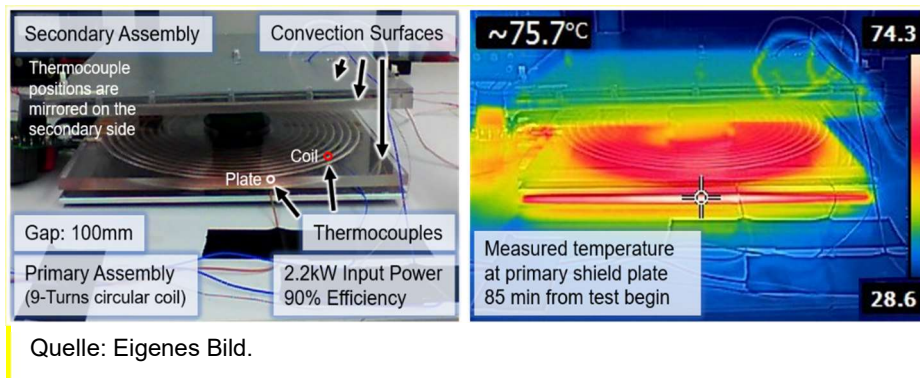 Secondary Assembly
Convection Surfaces
Thermocouple
positions are
mirrored on the
secondary side
Coil
Plate
Gap: 100mm
Thermocouples
Primary Assembly
(9-Turns circular coil)
2.2kW Input Power
90% Efficiency
~75.7°C
74.3
Measured temperature
at primary shield plate
85 min from test begin
28.6
Quelle: Eigenes Bild.